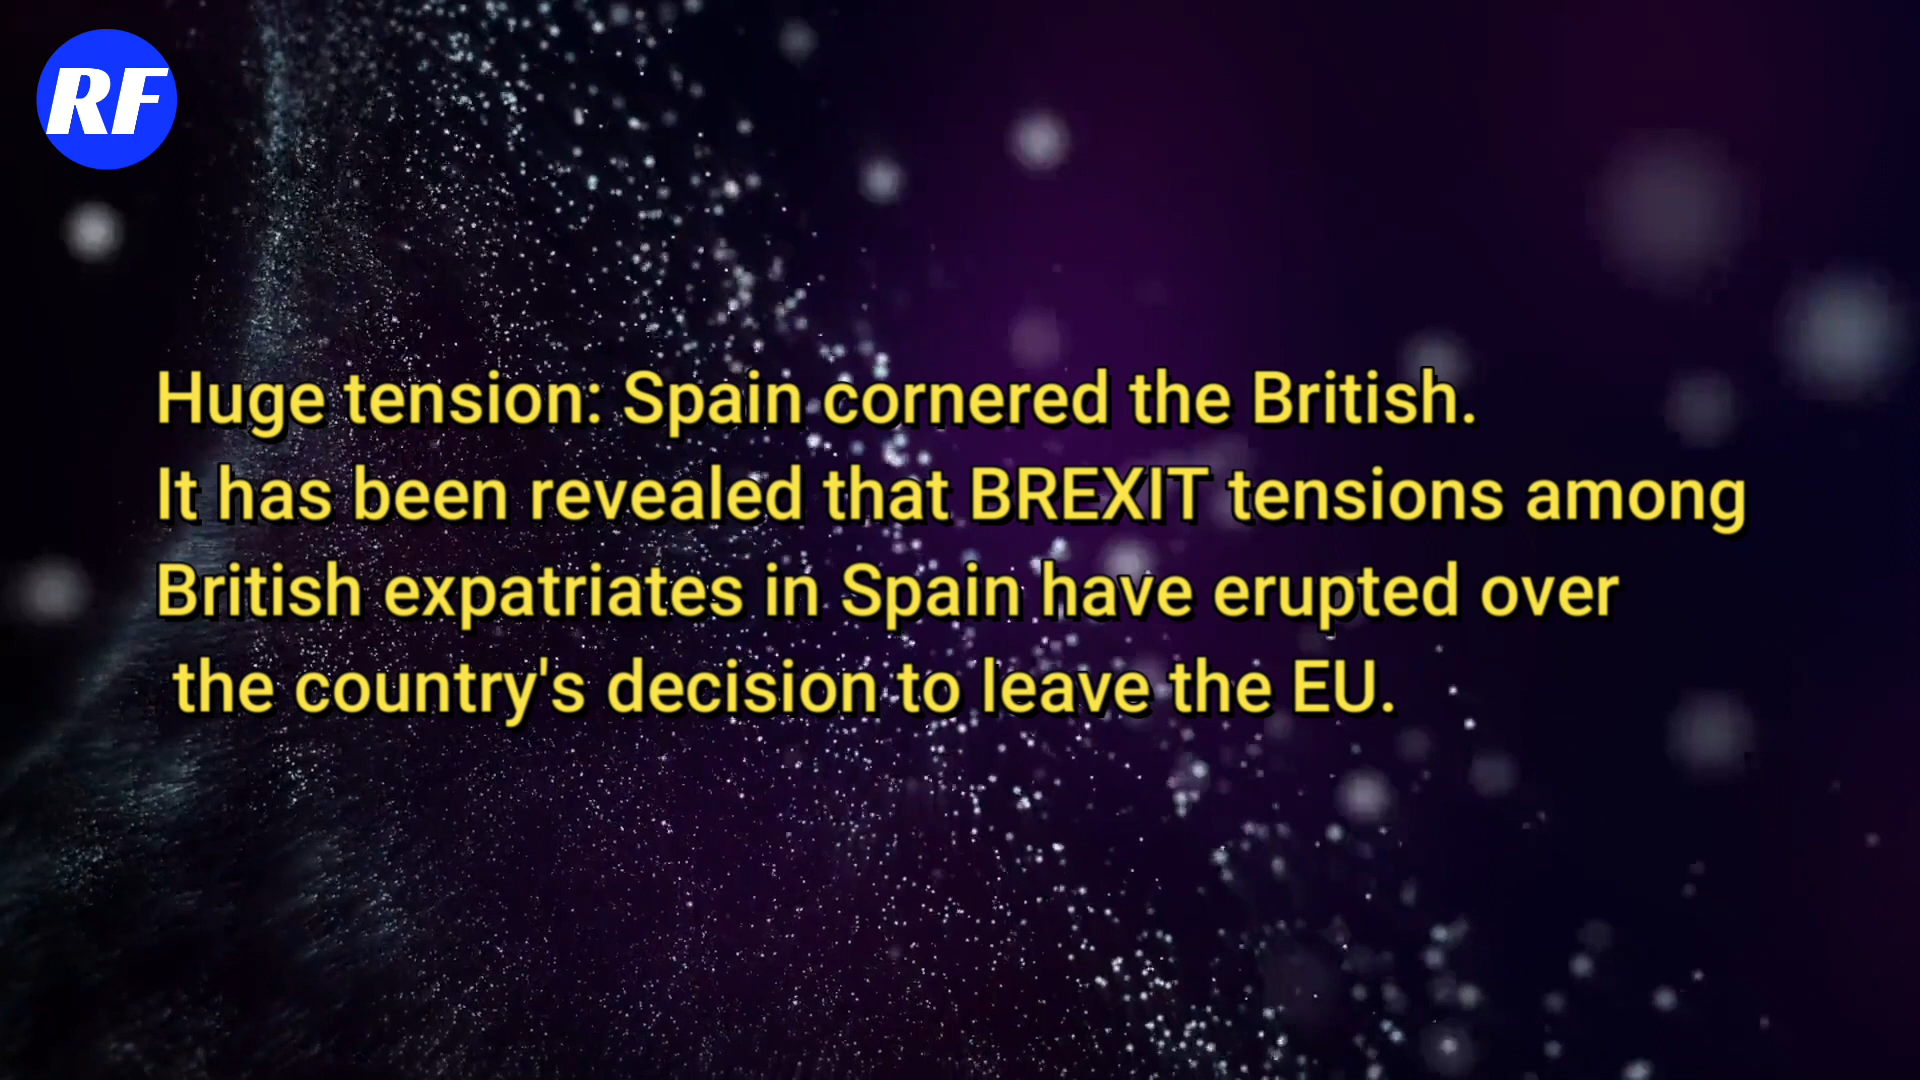 RF
Huge tension: Spain cornered the British.
It has been revealed that BREXIT tensions among
British expatriates in Spain have erupted over
the country's decision to leave the EU.